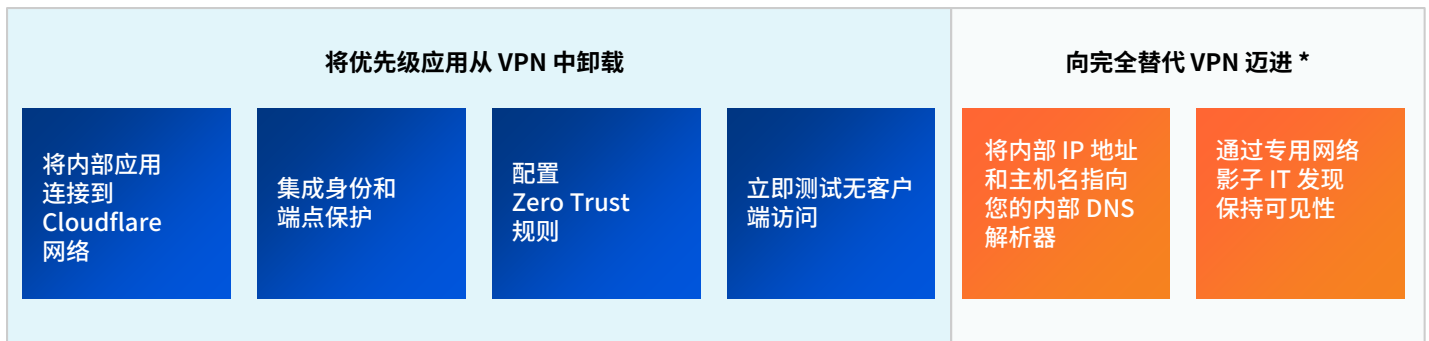 将优先级应用从 VPN 中卸载
将内部应用
连接到
Cloudflare
网络
集成身份和
端点保护
配置
Zero Trust
规则
立即测试无客户
端访问
向完全替代 VPN 迈进 *
将内部 IP 地址
和主机名指向
您的内部 DNS
解析器
通过专用网络
影子 IT 发现
保持可见性